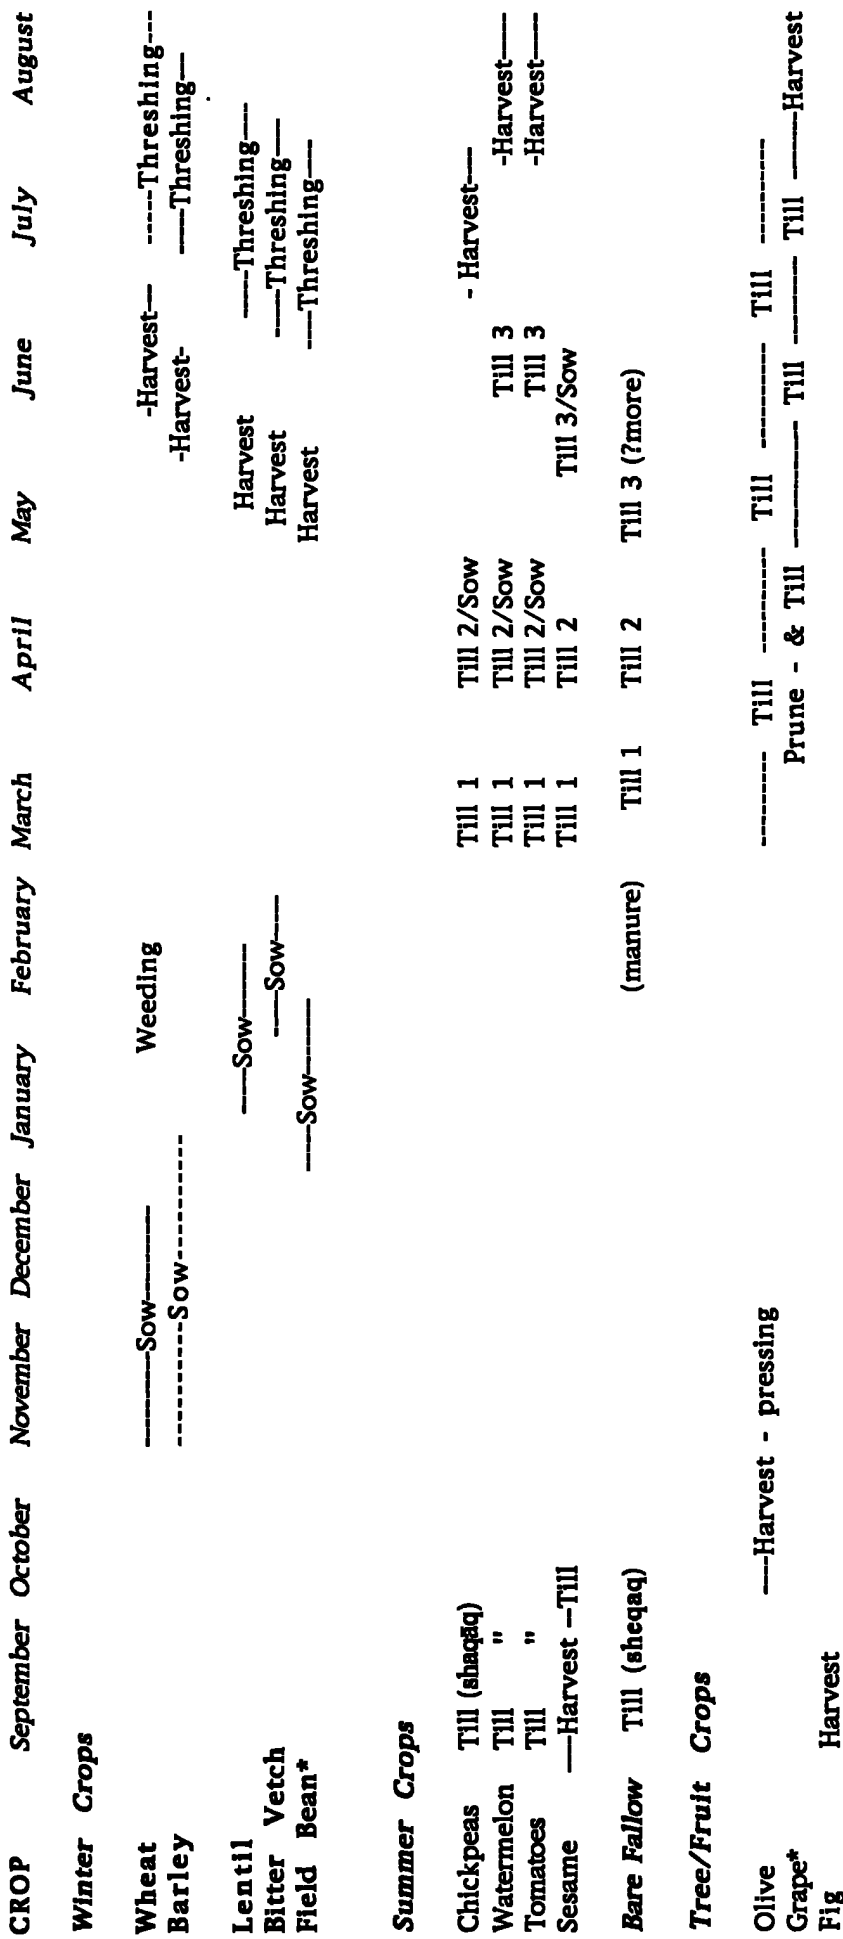 CROP September October November December January February March April May June July August
Winter Crops
Wheat ---------Sow--------- Weeding -Harvest— -----Threshing----
Barley -----------Sow----------- -Harvest- -----Threshing—
Lentil ----Sow------- Harvest -----Threshing----
Bitter Vetch ----Sow---- Harvest ----Threshing----
Field Bean* ----Sow------- Harvest ----Threshing----
Summer Crops
Chickpeas Till (shaqāq) Till 1 Till 2/Sow - Harvest----
Watermelon Till " Till 1 Till 2/Sow Till 3 -Harvest-----
Tomatoes Till " Till 1 Till 2/Sow Till 3 -Harvest-----
Sesame ----Harvest --Till Till 1 Till 2 Till 3/Sow
Bare Fallow Till (sheqaq) (manure) Till 1 Till 2 Till 3 (?more)
Tree/Fruit Crops
Olive ----Harvest - pressing ---------- Till ----------- Till ----------- Till ----------
Grape* Prune - & Till ------------ Till --------- Till ------Harvest
Fig Harvest